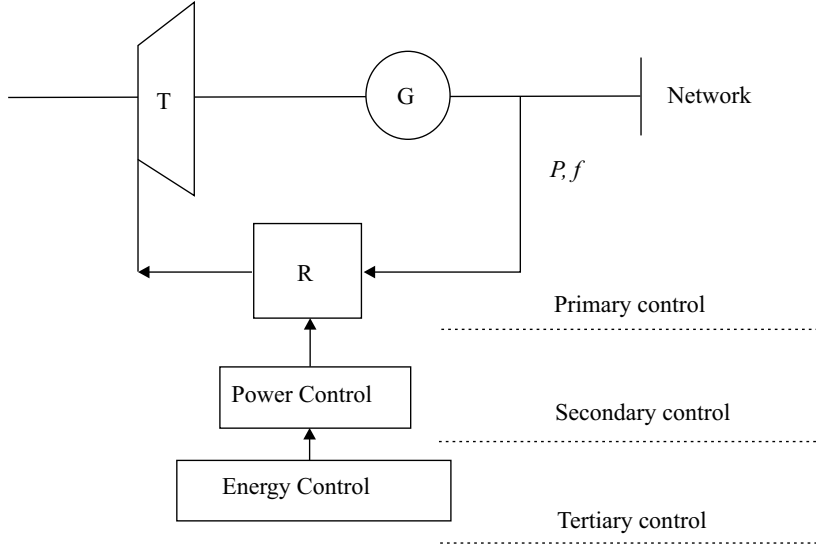 T
G
Network
P, f
R
Primary control
Power Control
Secondary control
Energy Control
Tertiary control